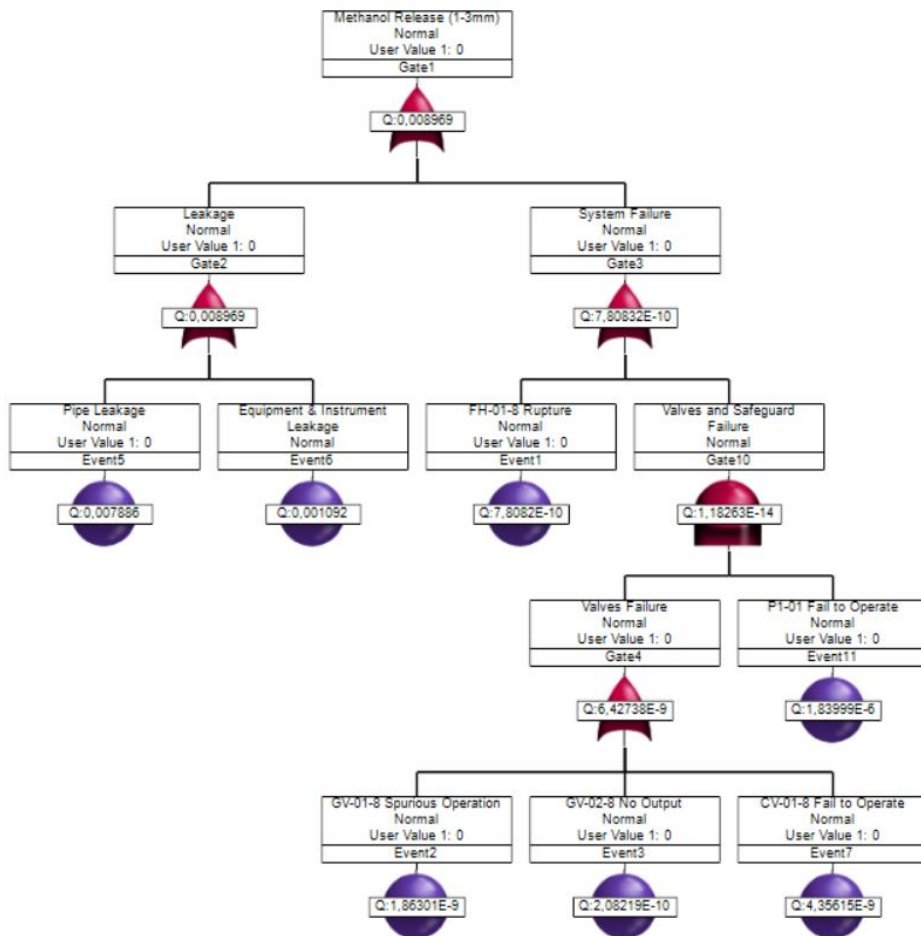 Methanol Release (1-3mm)
Normal
User Value 1: 0
Gate1
Q:0,008969
Leakage
Normal
User Value 1: 0
Gate2
Q:0,008969
System Failure
Normal
User Value 1: 0
Gate3
Q:7,80832E-10
Pipe Leakage
Normal
User Value 1: 0
Event5
Q:0,007886
Equipment & Instrument
Leakage
Normal
Event6
Q:0,001092
FH-01-8 Rupture
Normal
User Value 1: 0
Event1
Q:7,8082E-10
Valves and Safeguard
Failure
Normal
Gate10
Q:1,18263E-14
Valves Failure
Normal
User Value 1: 0
Gate4
Q:6,42738E-9
P1-01 Fail to Operate
Normal
User Value 1: 0
Event11
Q:1,83999E-6
GV-01-8 Spurious Operation
Normal
User Value 1: 0
Event2
Q:1,86301E-9
GV-02-8 No Output
Normal
User Value 1: 0
Event3
Q:2,08219E-10
CV-01-8 Fail to Operate
Normal
User Value 1: 0
Event7
Q:4,35615E-9